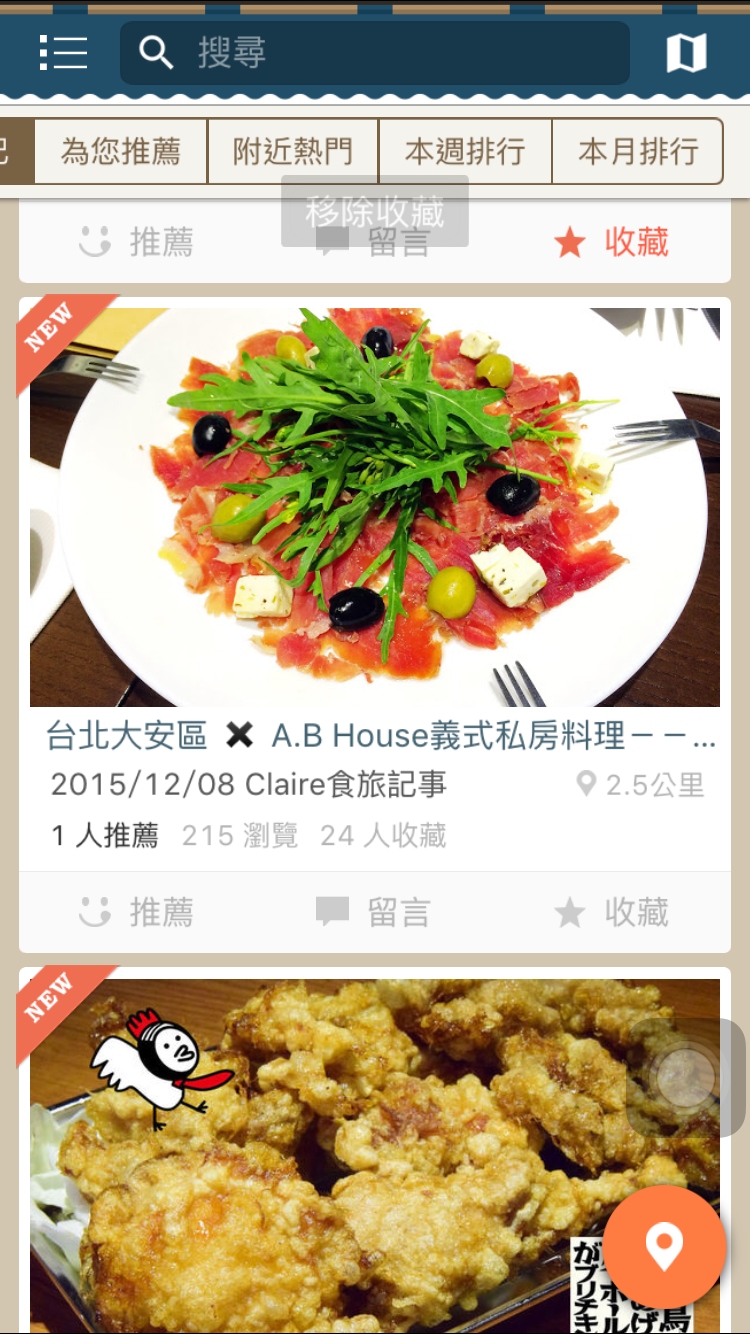 搜尋
為您推薦 附近熱門 本週排行 本月排行
移除收藏
推薦 留言 收藏
NEW
台北大安區 ✖ A.B House義式私房料理－－...
2015/12/08 Claire食旅記事 2.5公里
1 人推薦 215 瀏覽 24 人收藏
推薦 留言 收藏
NEW